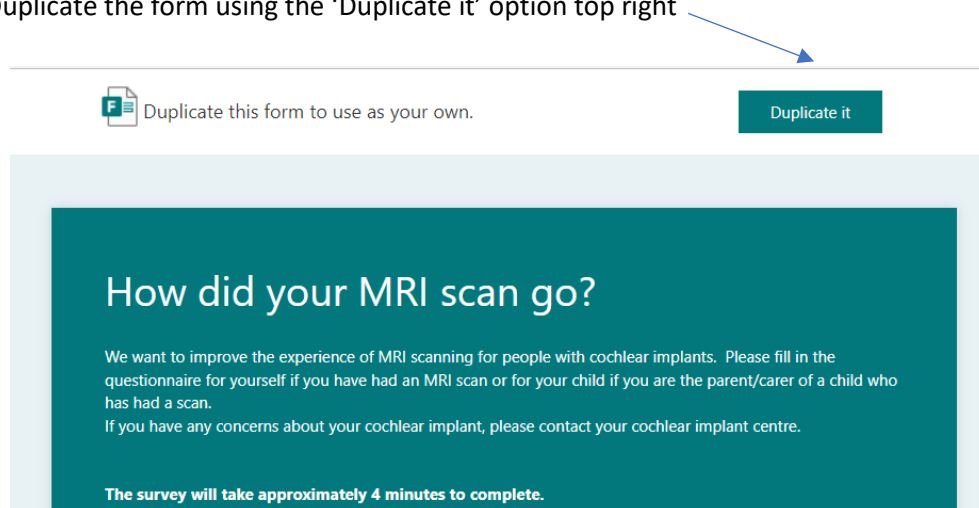 uplicate the form using the ‘Duplicate it’ option top right
Duplicate this form to use as your own.
Duplicate it
How did your MRI scan go?
We want to improve the experience of MRI scanning for people with cochlear implants.  Please fill in the
questionnaire for yourself if you have had an MRI scan or for your child if you are the parent/carer of a child who
has had a scan.
If you have any concerns about your cochlear implant, please contact your cochlear implant centre.
The survey will take approximately 4 minutes to complete.